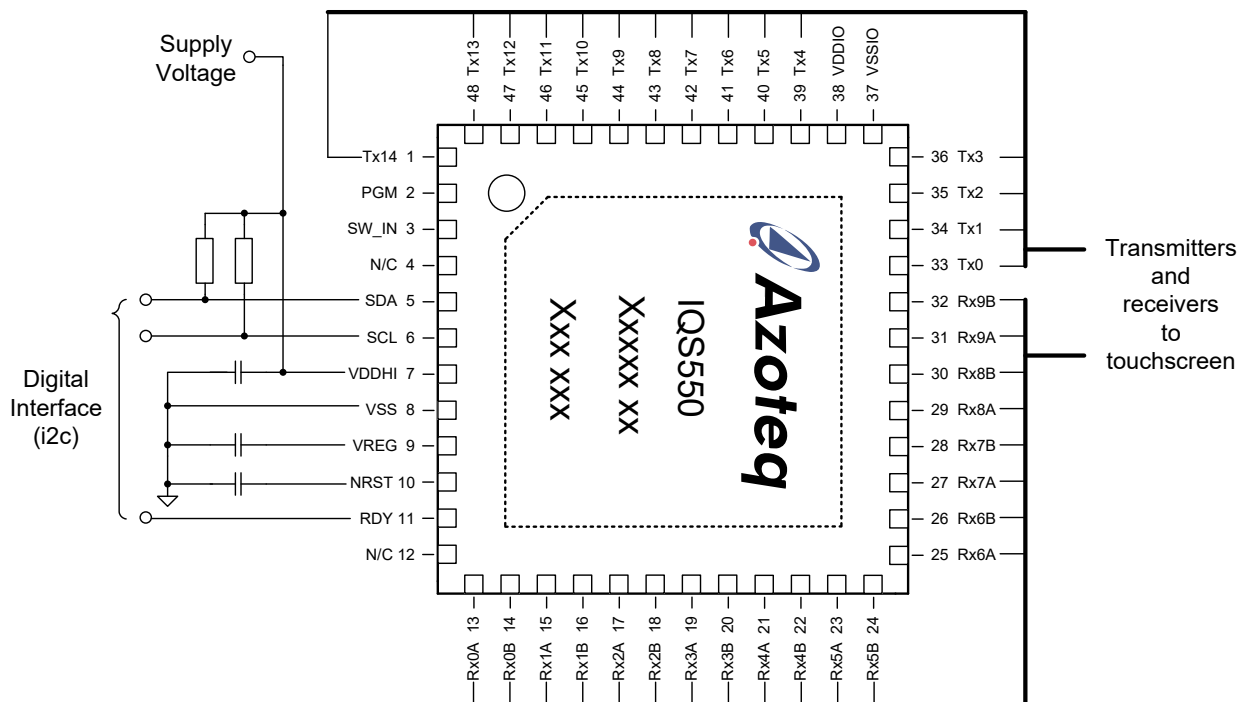 Supply
Voltage
48 Tx13
47 Tx12
46 Tx11
45 Tx10
44 Tx9
43 Tx8
42 Tx7
41 Tx6
40 Tx5
39 Tx4
38 VDDIO
37 VSSIO
Tx14 1
PGM 2
SW_IN 3
N/C 4
SDA 5
SCL 6
VDDHI 7
VSS 8
VREG 9
NRST 10
RDY 11
N/C 12
Digital
Interface
(i2c)
Azoteq
IQS550
xxxxx xx
xxx xxx
36 Tx3
35 Tx2
34 Tx1
33 Tx0
32 Rx9B
31 Rx9A
30 Rx8B
29 Rx8A
28 Rx7B
27 Rx7A
26 Rx6B
25 Rx6A
Transmitters
and
receivers
to
touchscreen
Rx0A 13
Rx0B 14
Rx1A 15
Rx1B 16
Rx2A 17
Rx2B 18
Rx3A 19
Rx3B 20
Rx4A 21
Rx4B 22
Rx5A 23
Rx5B 24